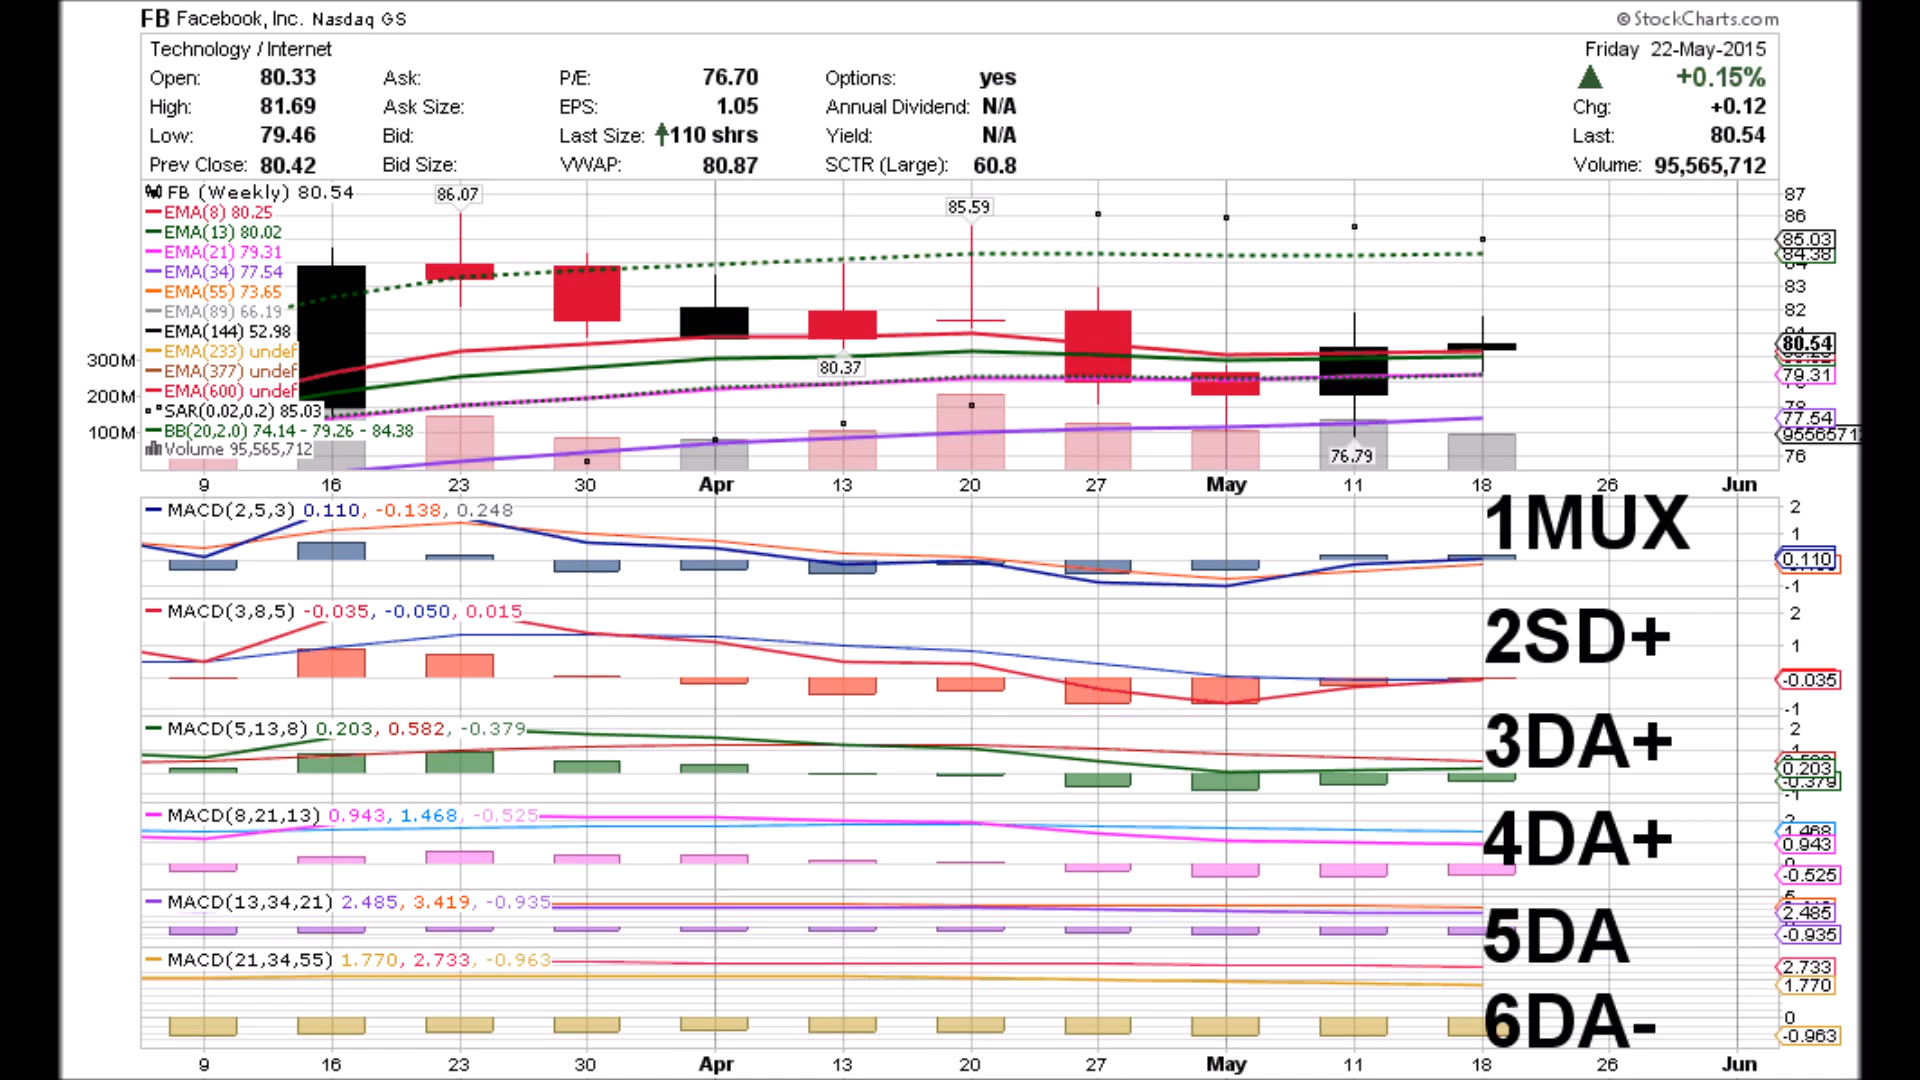 FB Facebook, Inc. Nasdaq GS
© StockCharts.com
Technology / Internet
Friday 22-May-2015
Open: 80.33 Ask: P/E: 76.70 Options: yes
+0.15%
High: 81.69 Ask Size: EPS: 1.05 Annual Dividend: N/A Chg: +0.12
Low: 79.46 Bid: Last Size: 110 shrs Yield: N/A Last: 80.54
Prev Close: 80.42 Bid Size: VWAP: 80.87 SCTR (Large): 60.8 Volume: 95,565,712
FB (Weekly) 80.54
EMA(8) 80.25
EMA(13) 80.02
EMA(21) 79.31
EMA(34) 77.54
EMA(55) 73.65
EMA(89) 66.19
EMA(144) 52.98
EMA(233) undef
EMA(377) undef
EMA(600) undef
SAR(0.02,0.2) 85.03
BB(20,2.0) 74.14 - 79.26 - 84.38
Volume 95,565,712
300M
200M
100M
86.07
85.59
80.37
76.79
87
86
85.03
84.38
83
82
80.54
79.31
77.54
95565712
76
9 16 23 30 Apr 13 20 27 May 11 18 26 Jun
MACD(2,5,3) 0.110, -0.138, 0.248
1MUX
2
1
0.110
-1
MACD(3,8,5) -0.035, -0.050, 0.015
2SD+
2
1
-0.035
-1
MACD(5,13,8) 0.203, 0.582, -0.379
3DA+
2
1
0.203
-0.379
-1
MACD(8,21,13) 0.943, 1.468, -0.525
4DA+
2
1.468
0.943
0
-0.525
MACD(13,34,21) 2.485, 3.419, -0.935
5DA
5
2.485
-0.935
MACD(21,34,55) 1.770, 2.733, -0.963
6DA-
2.733
1.770
0
-0.963
9 16 23 30 Apr 13 20 27 May 11 18 26 Jun